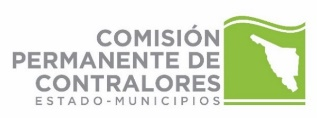 COMISIÓN
PERMANENTE DE
CONTRALORES
ESTADO-MUNICIPIOS